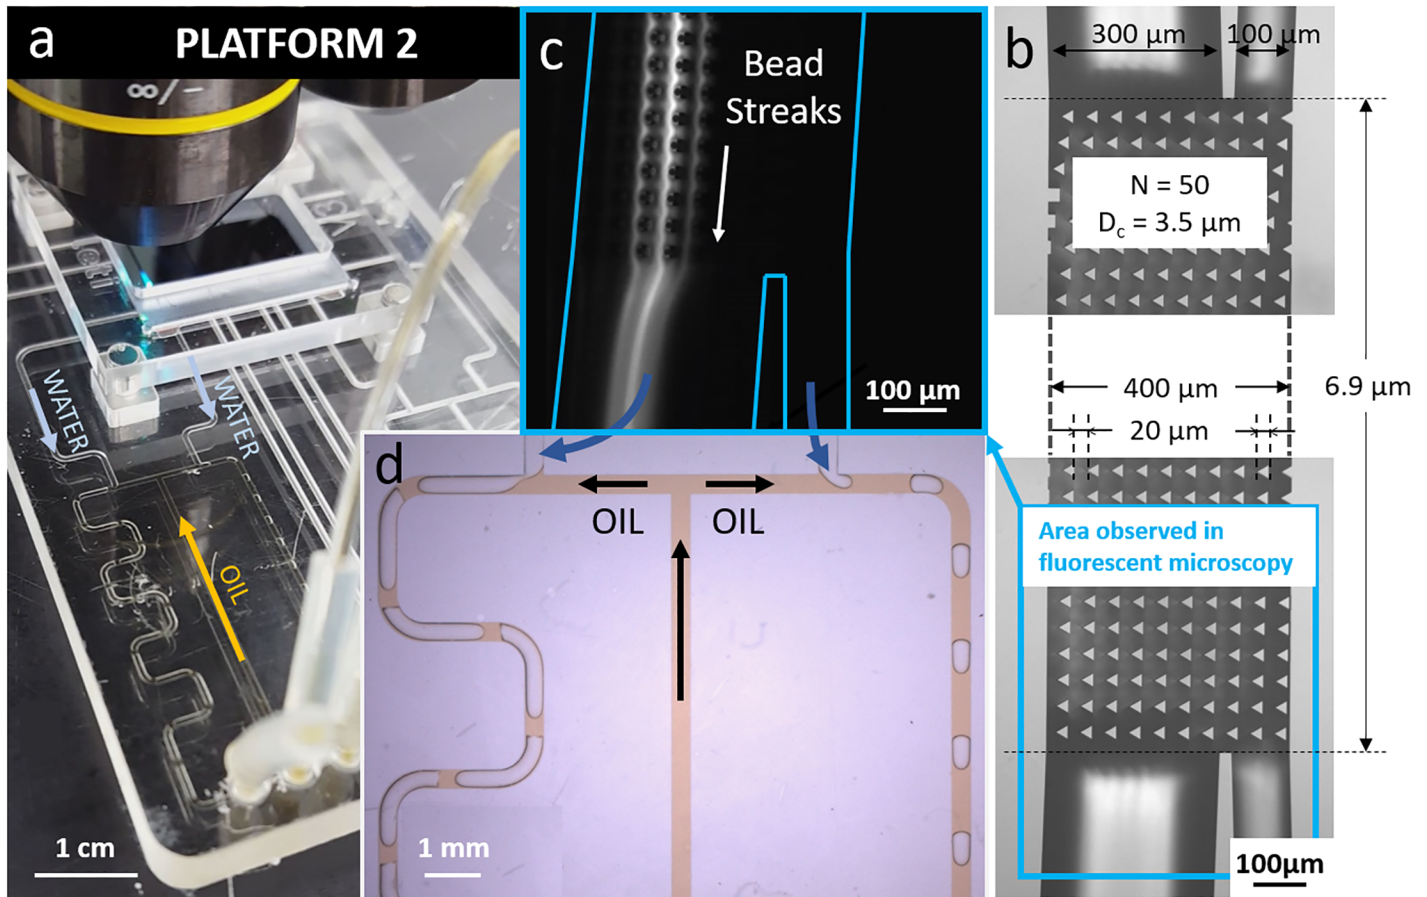 a
PLATFORM 2
∞/–
WATER
WATER
OIL
1 cm
c
Bead
Streaks
100 µm
d
OIL
OIL
1 mm
b
300 µm
100 µm
N = 50
Dc = 3.5 µm
400 µm
20 µm
6.9 µm
Area observed in
fluorescent microscopy
100µm